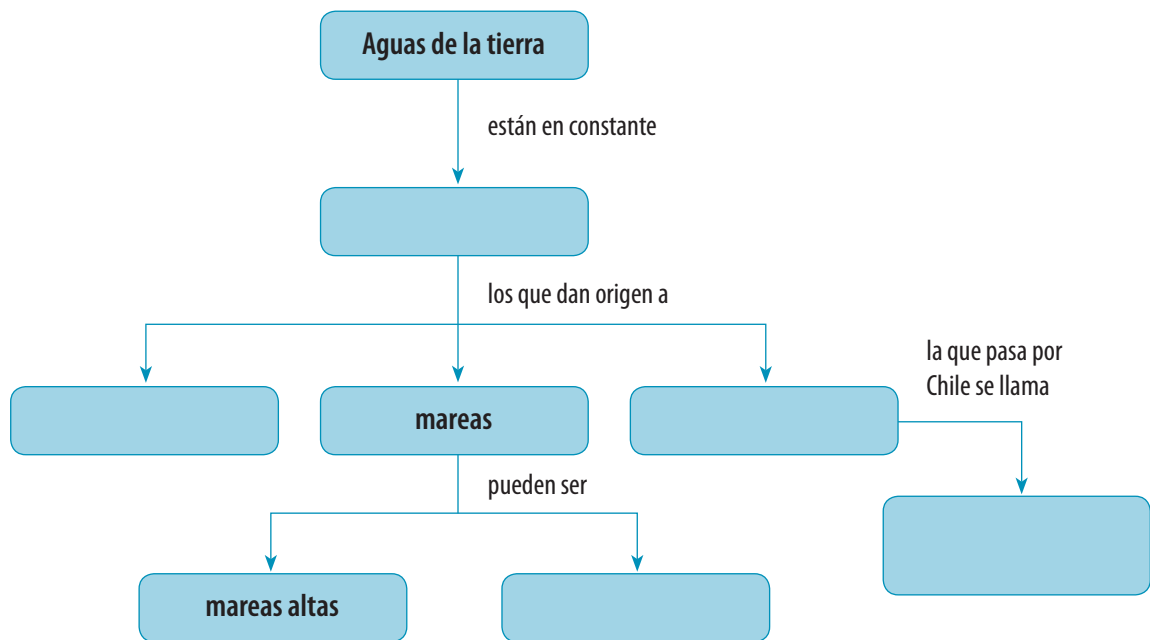 Aguas de la tierra
están en constante
los que dan origen a
la que pasa por
Chile se llama
mareas
pueden ser
mareas altas